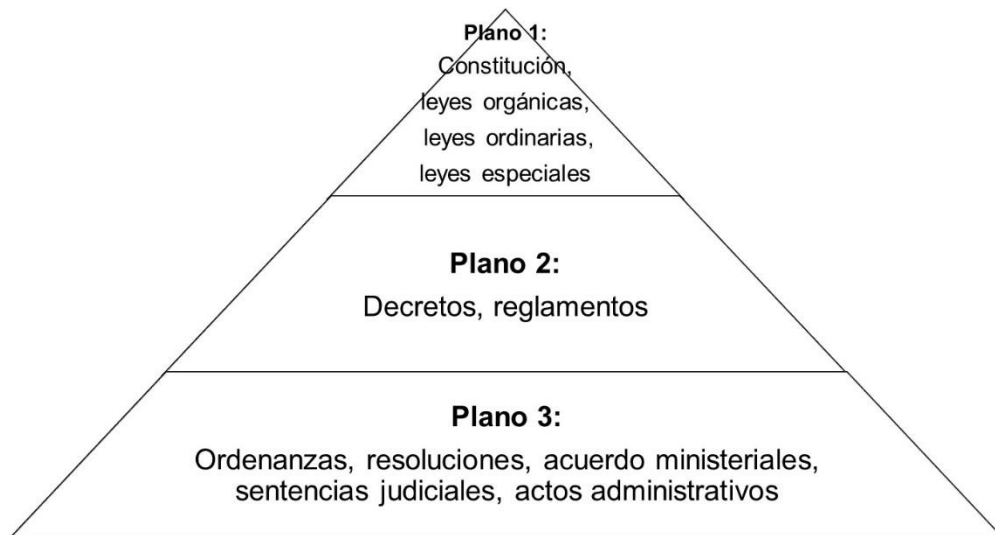 Plano 1:
Constitución,
leyes orgánicas,
leyes ordinarias,
leyes especiales
Plano 2:
Decretos, reglamentos
Plano 3:
Ordenanzas, resoluciones, acuerdo ministeriales,
sentencias judiciales, actos administrativos